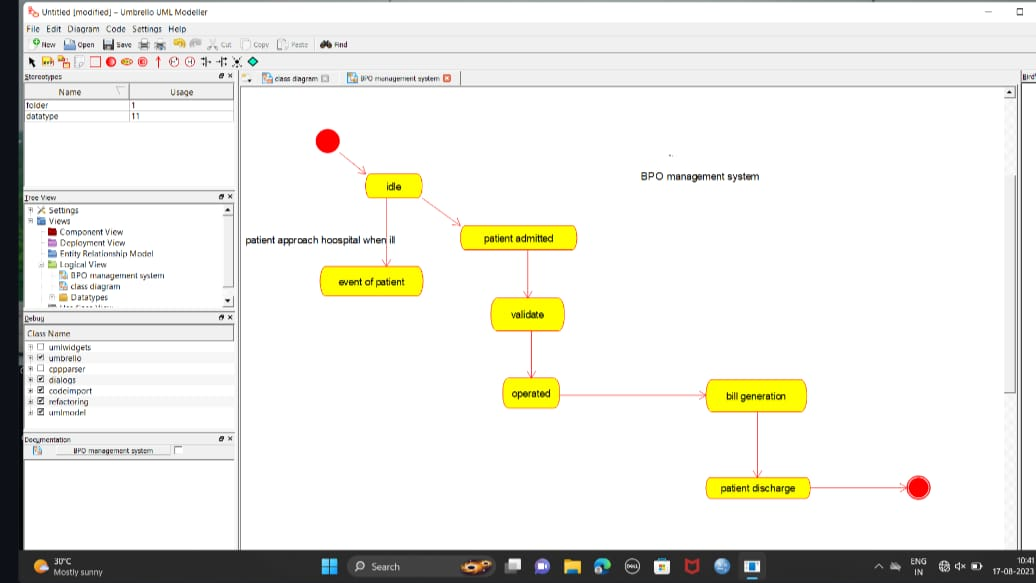 Untitled [modified] – Umbrello UML Modeller
File Edit Diagram Code Settings Help
New Open Save Cut Copy Paste Find
Stereotypes
class diagram BPO management system
Name Usage
folder 1
datatype 11
BPO management system
idle
patient approach hoospital when ill
patient admitted
event of patient
validate
operated
bill generation
patient discharge
Tree View
Settings
Views
Component View
Deployment View
Entity Relationship Model
Logical View
BPO management system
class diagram
Datatypes
Debug
Class Name
umlwidgets
umbrello
cppparser
dialogs
codeimport
refactoring
umlmodel
Documentation
BPO management system
30°C
Mostly sunny
Search
DELL
ENG
IN
10:41
17-08-2023